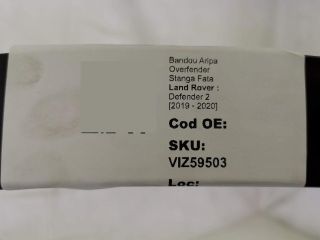 Bandou Aripa
Overfender
Stanga Fata
Land Rover :
Defender 2
[2019 - 2020]
Cod OE:
SKU:
VIZ59503
Loc: